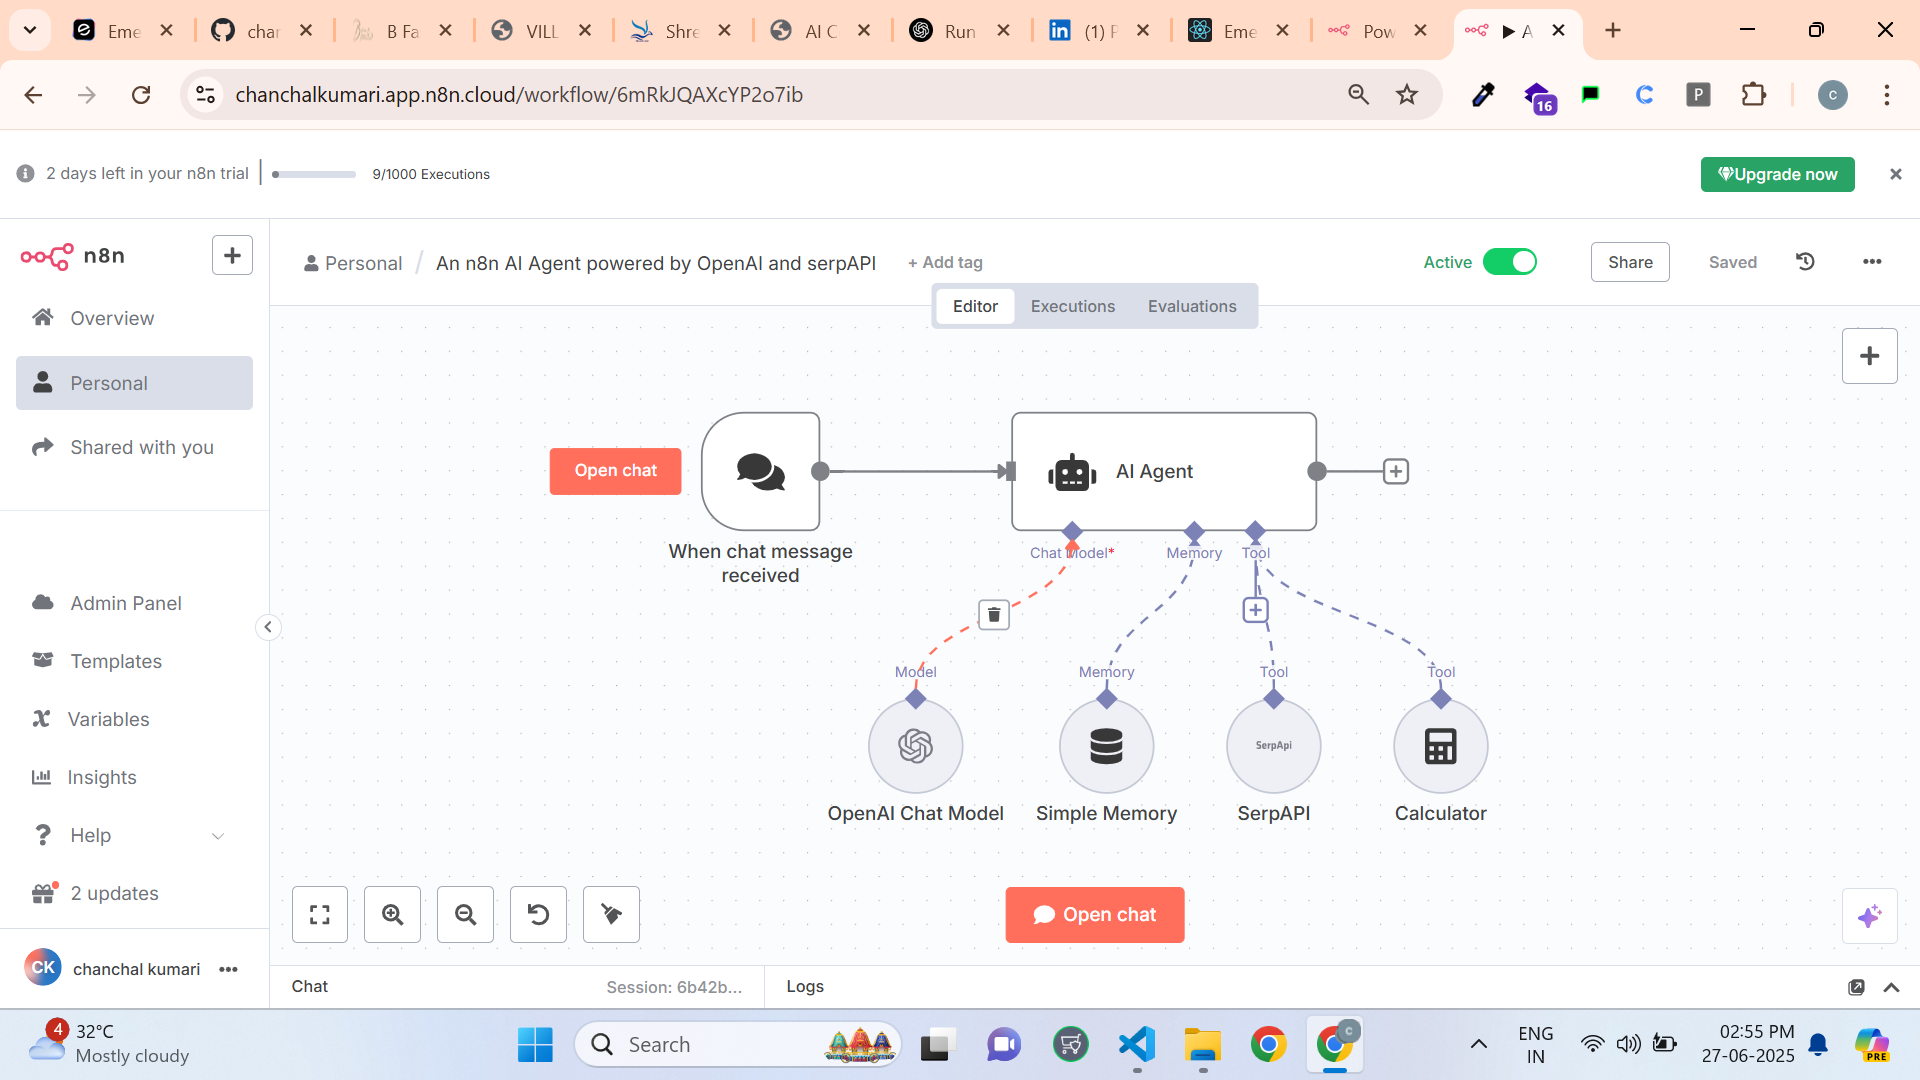 Eme
char
B Fa
VILL
Shre
AI C
Run
(1) P
Eme
Pow
▶ A
chanchalkumari.app.n8n.cloud/workflow/6mRkJQAXcYP2o7ib
16
P
c
2 days left in your n8n trial
9/1000 Executions
Upgrade now
n8n
Personal / An n8n AI Agent powered by OpenAI and serpAPI
+ Add tag
Active
Share
Saved
Editor
Executions
Evaluations
Overview
Personal
Shared with you
Admin Panel
Templates
Variables
Insights
Help
2 updates
CK
chanchal kumari
Open chat
When chat message
received
AI Agent
Chat Model*
Memory
Tool
Model
Memory
Tool
Tool
SerpApi
OpenAI Chat Model
Simple Memory
SerpAPI
Calculator
Open chat
Chat
Session: 6b42b...
Logs
4
32°C
Mostly cloudy
Search
c
ENG
IN
02:55 PM
27-06-2025
PRE